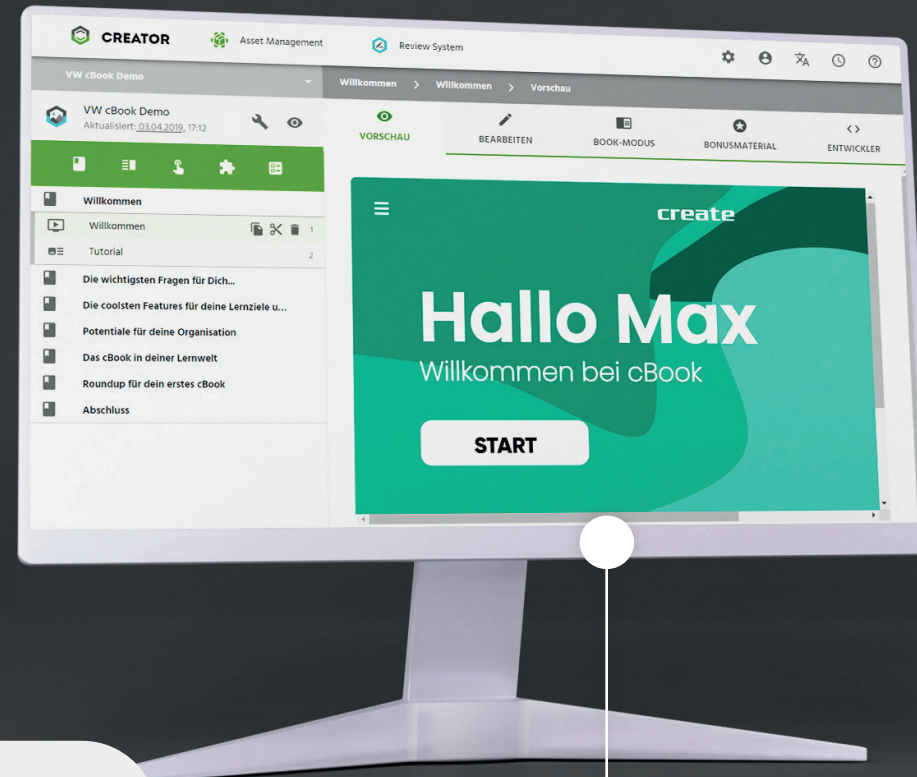 CREATOR
Asset Management
Review System
VW cBook Demo
Willkommen > Willkommen > Vorschau
VW cBook Demo
Aktualisiert: 03.04.2019, 17:12
VORSCHAU
BEARBEITEN
BOOK-MODUS
BONUSMATERIAL
ENTWICKLER
Willkommen
Willkommen 1
Tutorial 2
Die wichtigsten Fragen für Dich...
Die coolsten Features für deine Lernziele u...
Potentiale für deine Organisation
Das cBook in deiner Lernwelt
Roundup für dein erstes cBook
Abschluss
create
Hallo Max
Willkommen bei cBook
START